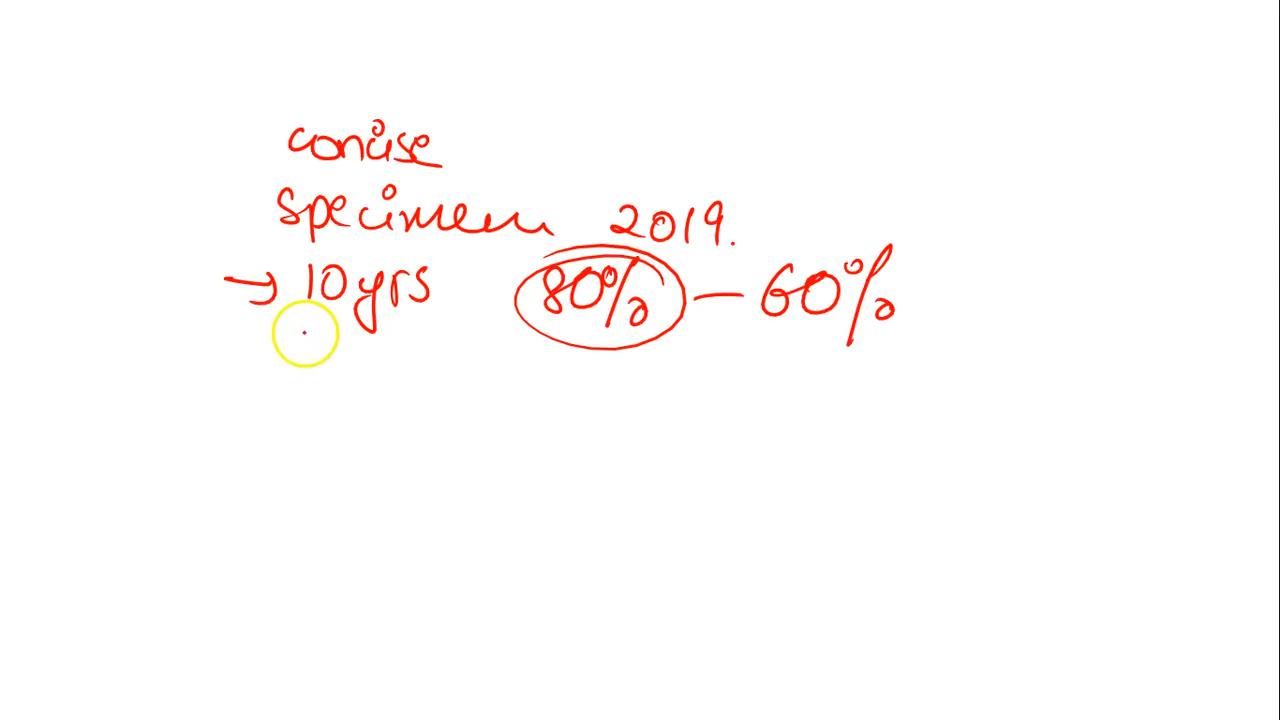 concise
specimen 2019.
→ 10yrs 80% – 60%